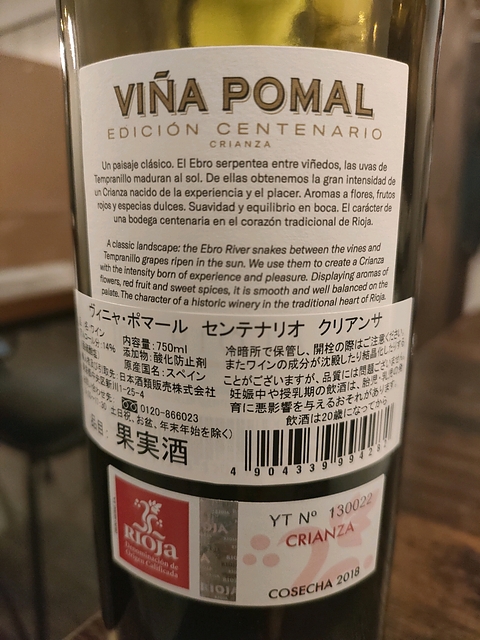 VIÑA POMAL
EDICIÓN CENTENARIO
CRIANZA
Un paisaje clásico. El Ebro serpentea entre viñedos, las uvas de
Tempranillo maduran al sol. De ellas obtenemos la gran intensidad de
un Crianza nacido de la experiencia y el placer. Aromas a flores, frutos
rojos y especias dulces. Suavidad y equilibrio en boca. El carácter de
una bodega centenaria en el corazón tradicional de Rioja.
A classic landscape: the Ebro River snakes between the vines and
Tempranillo grapes ripen in the sun. We use them to create a Crianza
with the intensity born of experience and pleasure. Displaying aromas of
flowers, red fruit and sweet spices, it is smooth and well balanced on the
palate. The character of a historic winery in the traditional heart of Rioja.
ヴィニャ・ポマール センテナリオ クリアンサ
ワイン
14% 内容量:750ml
添加物:酸化防止剤
原産国名:スペイン
日本酒類販売株式会社
1-25-4
0120-866023
土日祝、お盆、年末年始を除く)
果実酒
冷暗所で保管し、開栓の際はご注意ください。
またワインの成分が沈殿したり結晶化したする
ことがございますが、品質には問題ございません。
妊娠中や授乳期の飲酒は、胎児・乳児の発
育に悪影響を与えるおそれがあります。
飲酒は20歳になってから
4 904339 99428
RIOJA
Denominación de
Origen Calificada
YT Nº 130022
CRIANZA
COSECHA 2018